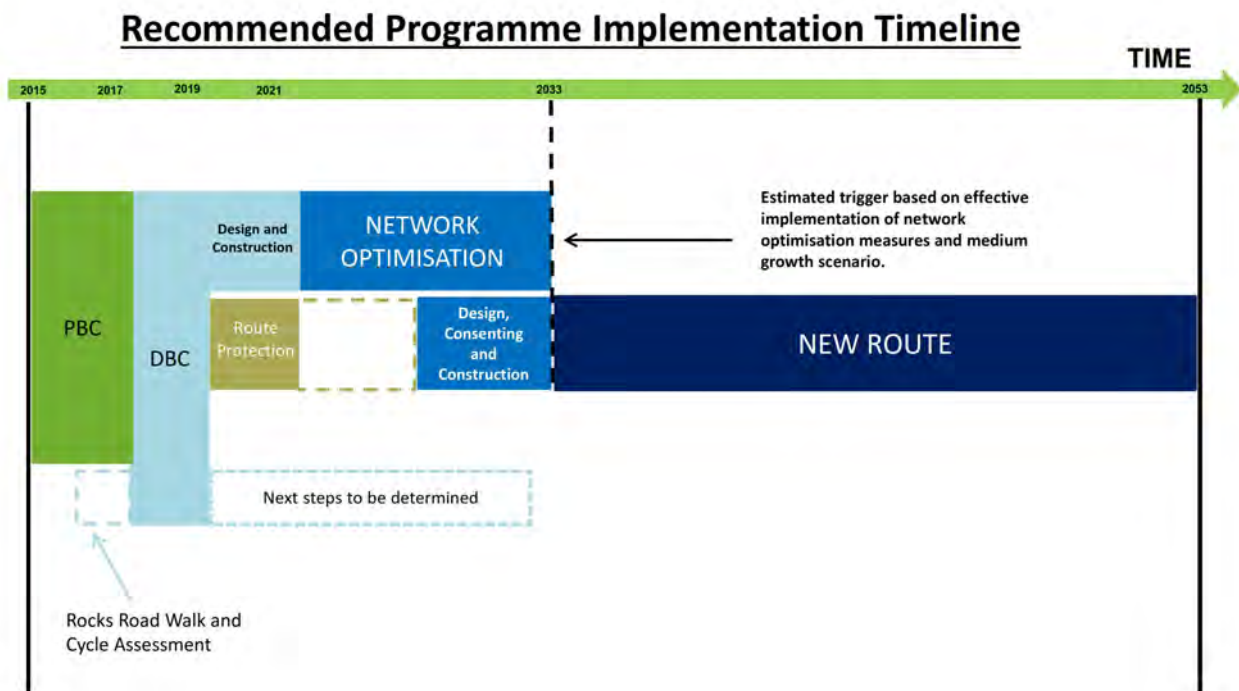 Recommended Programme Implementation Timeline
TIME
2015 2017 2019 2021 2033 2053
Estimated trigger based on effective
implementation of network
optimisation measures and medium
growth scenario.
Design and
Construction
NETWORK
OPTIMISATION
PBC
DBC
Route
Protection
Design,
Consenting
and
Construction
NEW ROUTE
Next steps to be determined
Rocks Road Walk and
Cycle Assessment